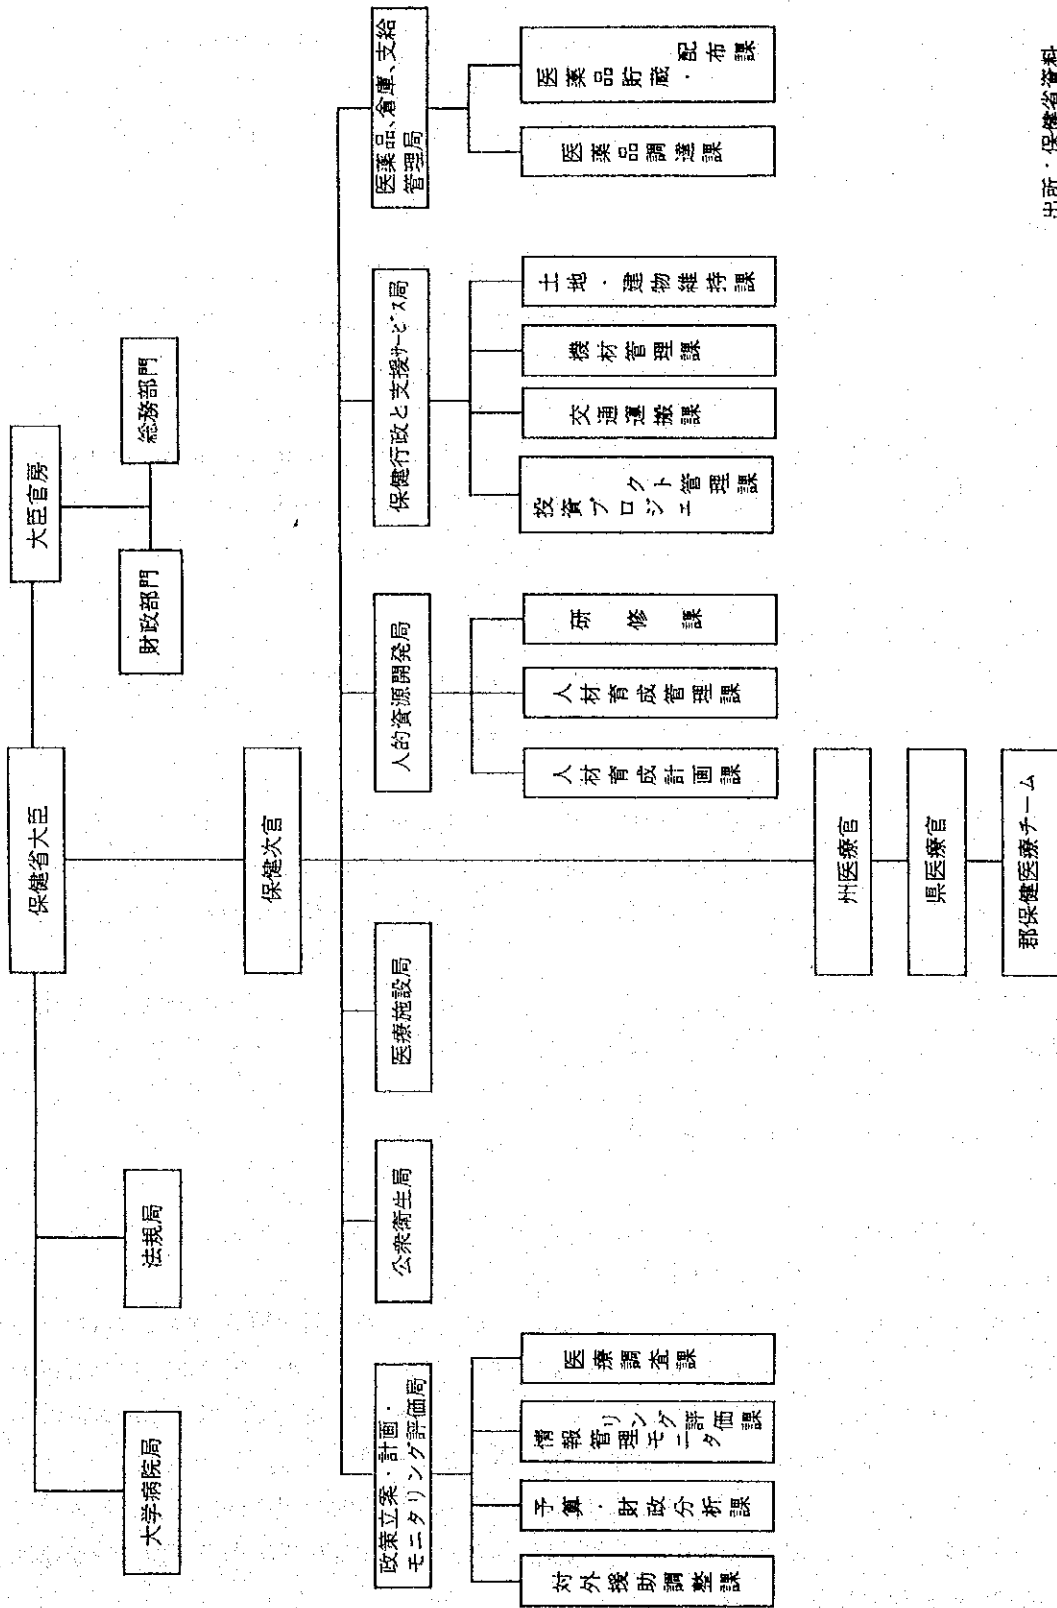 保健省大臣
大臣官房
財政部門
総務部門
大学病院局
法規局
保健次官
政策立案・計画・
モニタリング評価局
公衆衛生局
医療施設局
人的資源開発局
保健行政と支援サービス局
医薬品、倉庫、支給
管理局
対外援助調整課
予算・財政分析課
情報管理モニタ
リング評価課
医療調査課
人材育成計画課
人材育成管理課
研修課
投資プロジェ
クト管理課
交通運搬課
機材管理課
土地・建物維持課
医薬品調達課
医薬品貯蔵・
配布課
州医療官
県医療官
郡保健医療チーム
出所・保健省資料